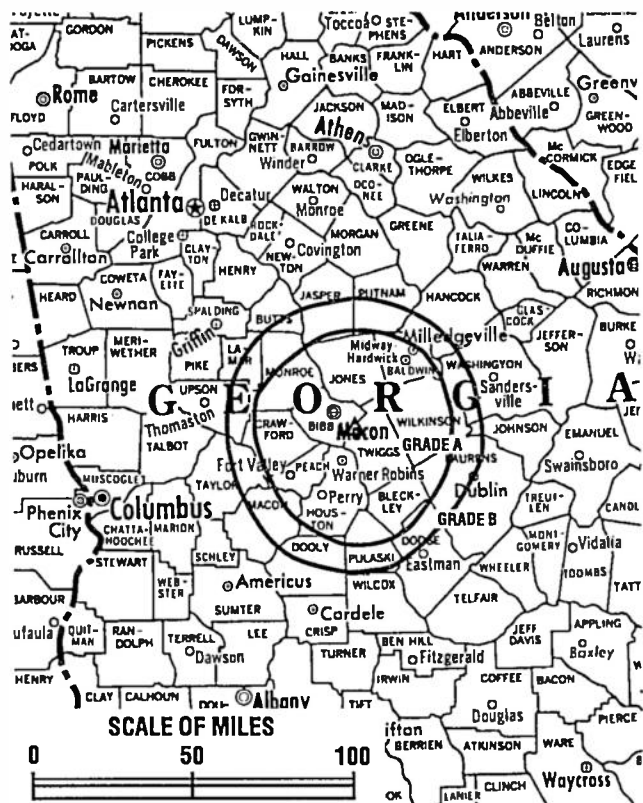 GORDON
PICKENS
LUMP-
KIN
DAWSON
Toccoa
STE-
PHENS
HALL
BANKS
FRANK-
LIN
HART
Anderson
ANDERSON
Belton
Laurens
BARTOW
CHEROKEE
FOR-
SYTH
Gainesville
Rome
FLOYD
Cartersville
JACKSON
MAD-
ISON
ELBERT
Elberton
ABBEVILLE
Abbeville
Greenw
GREEN-
WOOD
Cedartown
POLK
Marietta
Mableton
COBB
FULTON
GWIN-
NETT
BARROW
Winder
Athens
CLARKE
OGLE-
THORPE
Mc
CORMICK
EDGE
FIEL
HARAL-
SON
PAUL-
DING
Atlanta
Decatur
DE KALB
WALTON
Monroe
OCO-
NEE
WILKES
Washington
LINCOLN
DOUGLAS
CARROLL
Carrollton
College
Park
CLAY-
TON
ROCK-
DALE
NEW-
TON
Covington
MORGAN
GREENE
TALIA-
FERRO
Mc
DUFFIE
CO-
LUMBIA
WARREN
Augusta
RICHMON
COWETA
Newnan
FAY-
ETTE
HENRY
HEARD
JASPER
PUTNAM
HANCOCK
GLAS-
COCK
SPALDING
Griffin
BUTTS
JEFFER-
SON
BURKE
TROUP
LaGrange
MERI-
WETHER
PIKE
LA-
MAR
MONROE
JONES
Midway-
Hardwick
Milledgeville
BALDWIN
WASHINGTON
Sanders-
ville
GEORGIA
UPSON
Thomaston
HARRIS
TALBOT
CRAW-
FORD
BIBB
Macon
WILKINSON
GRADE A
JOHNSON
EMANUEL
Swainsboro
Opelika
uburn
MUSCOGEE
TAYLOR
Fort Valley
PEACH
TWIGGS
Warner Robins
LAURENS
Dublin
Phenix
City
Columbus
CHATTA-
HOOCHEE
MARION
MACON
Perry
HOUS-
TON
BLECK-
LEY
GRADE B
TREUT-
LEN
CANDL
RUSSELL
STEWART
SCHLEY
DOOLY
PULASKI
DODGE
Eastman
MONT-
GOMERY
Vidalia
WHEELER
TOOMBS
TATT
BARBOUR
WEB-
STER
Americus
SUMTER
WILCOX
TELFAIR
ufaula
QUIT-
MAN
RAN-
DOLPH
TERRELL
Dawson
LEE
Cordele
CRISP
TURNER
BEN HILL
Fitzgerald
JEFF
DAVIS
APPLING
Baxley
HENRY
CLAY
CALHOUN
Albany
TIFT
IRWIN
COFFEE
Douglas
BACON
PIERCE
SCALE OF MILES
0 50 100
ifton
BERRIEN
ATKINSON
WARE
Waycross
OK
LANIER
CLINCH